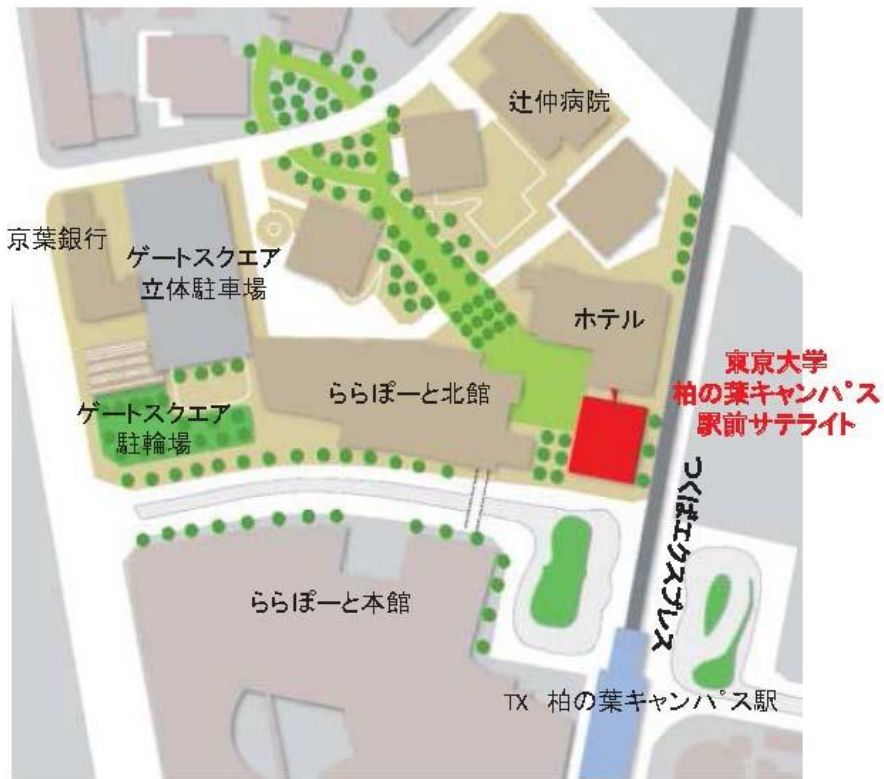 辻仲病院
京葉銀行
ゲートスクエア
立体駐車場
ホテル
東京大学
柏の葉キャンパス
駅前サテライト
ららぽーと北館
ゲートスクエア
駐輪場
つくばエクスプレス
ららぽーと本館
TX 柏の葉キャンパス駅